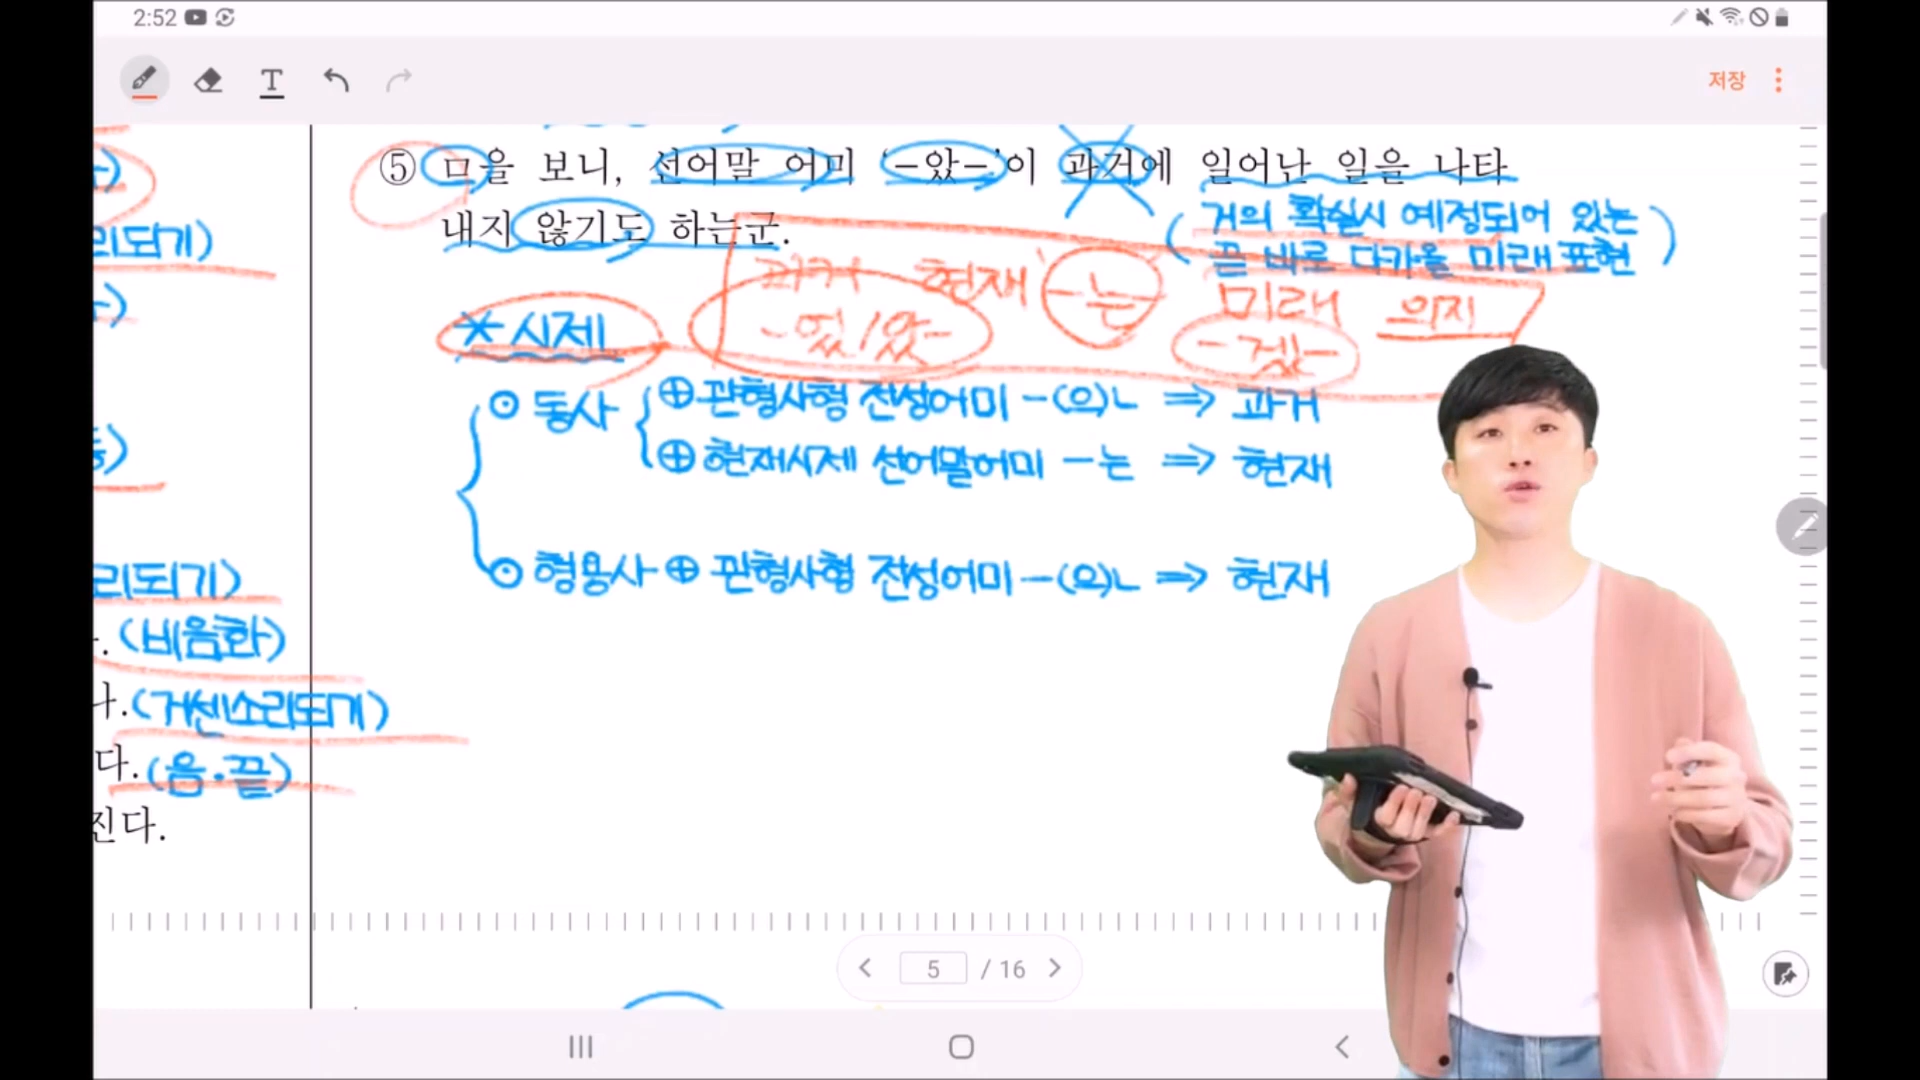 2:52
T
저장
⑤ ㅁ을 보니, 선어말 어미 '-았-'이 과거에 일어난 일을 나타
내지 않기도 하는군.
(거의 확실시 예정되어 있는
끧 바로 다가올 미래 표현)
과거 현재 -는 미래 의지
-었/았- -겠-
*시제
⊙ 동사 ⊕ 관형사형 전성어미 -(으)ㄴ ⇒ 과거
⊕ 현재시제 선어말어미 -는 ⇒ 현재
⊙ 형용사 ⊕ 관형사형 전성어미 -(으)ㄴ ⇒ 현재
리되기)
리되기)
. (비음화)
나. (거센소리되기)
다. (음.끝)
진다.
5 / 16